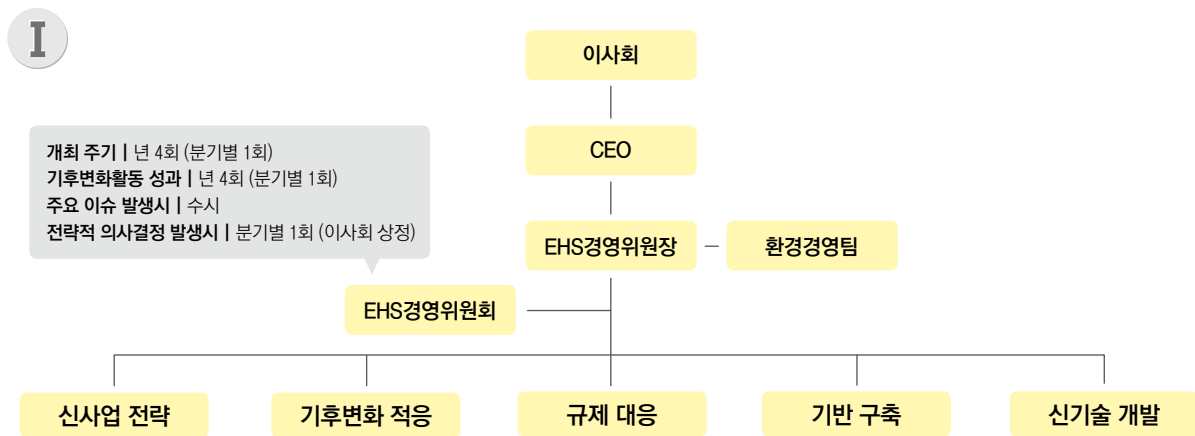 I
이사회
개최 주기 | 년 4회 (분기별 1회)
기후변화활동 성과 | 년 4회 (분기별 1회)
주요 이슈 발생시 | 수시
전략적 의사결정 발생시 | 분기별 1회 (이사회 상정)
CEO
EHS경영위원장
환경경영팀
EHS경영위원회
신사업 전략
기후변화 적응
규제 대응
기반 구축
신기술 개발